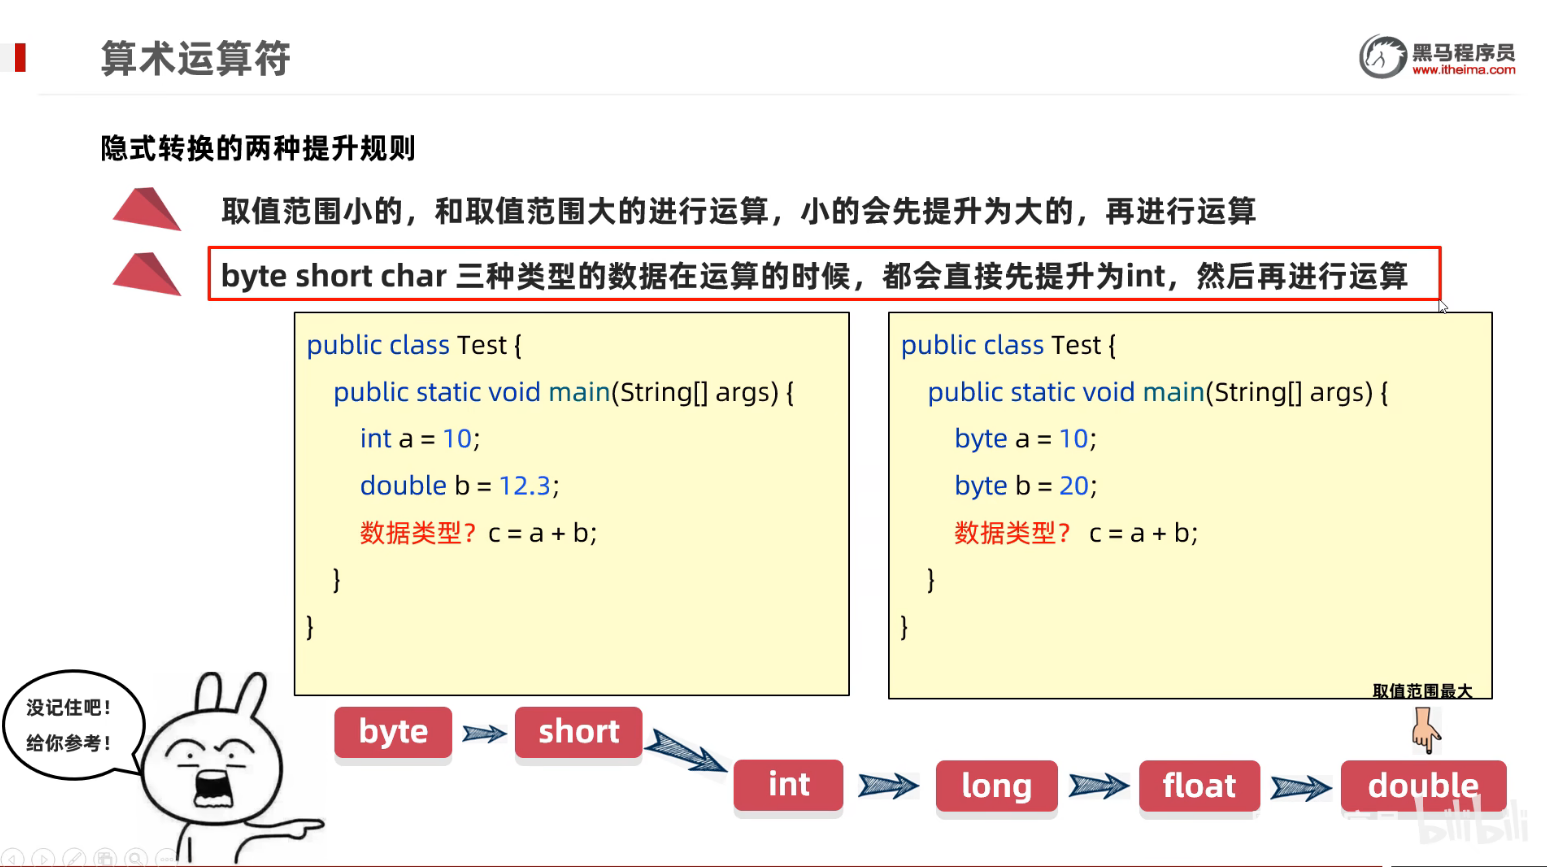 算术运算符
黑马程序员
www.itheima.com
隐式转换的两种提升规则
取值范围小的，和取值范围大的进行运算，小的会先提升为大的，再进行运算
byte short char 三种类型的数据在运算的时候，都会直接先提升为int，然后再进行运算
public class Test {
public static void main(String[] args) {
int a = 10;
double b = 12.3;
数据类型？ c = a + b;
}
}
public class Test {
public static void main(String[] args) {
byte a = 10;
byte b = 20;
数据类型？ c = a + b;
}
}
取值范围最大
没记住吧！
给你参考！
byte
short
int
long
float
double
bilibili